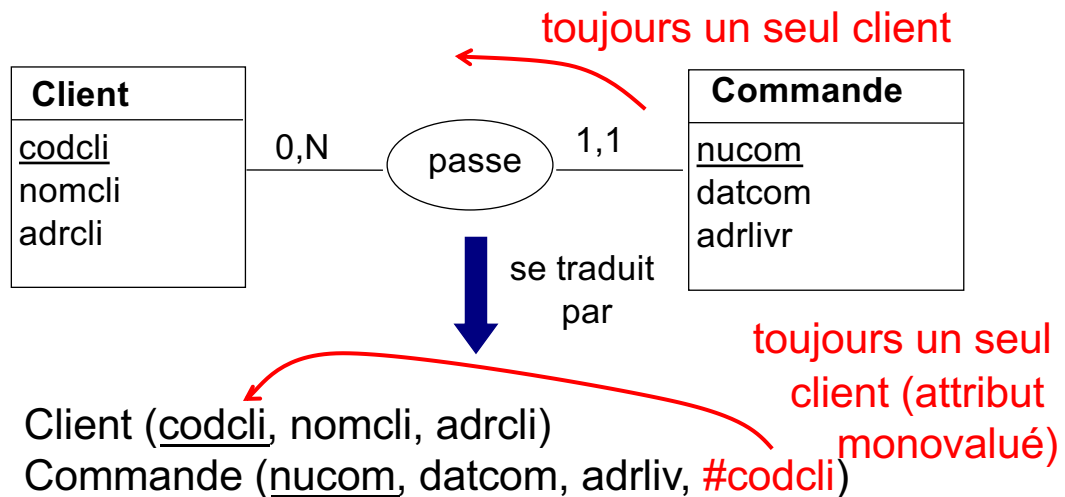 toujours un seul client
Client
codcli
nomcli
adrcli
0,N
passe
1,1
Commande
nucom
datcom
adrlivr
se traduit
par
toujours un seul
client (attribut
monovalué)
Client (codcli, nomcli, adrcli)
Commande (nucom, datcom, adrliv, #codcli)